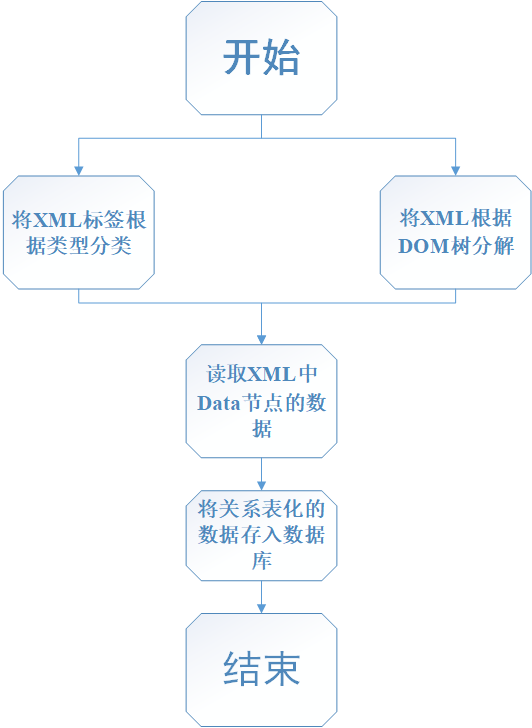 开始
将XML标签根
据类型分类
将XML根据
DOM树分解
读取XML中
Data节点的数
据
将关系表化的
数据存入数据
库
结束